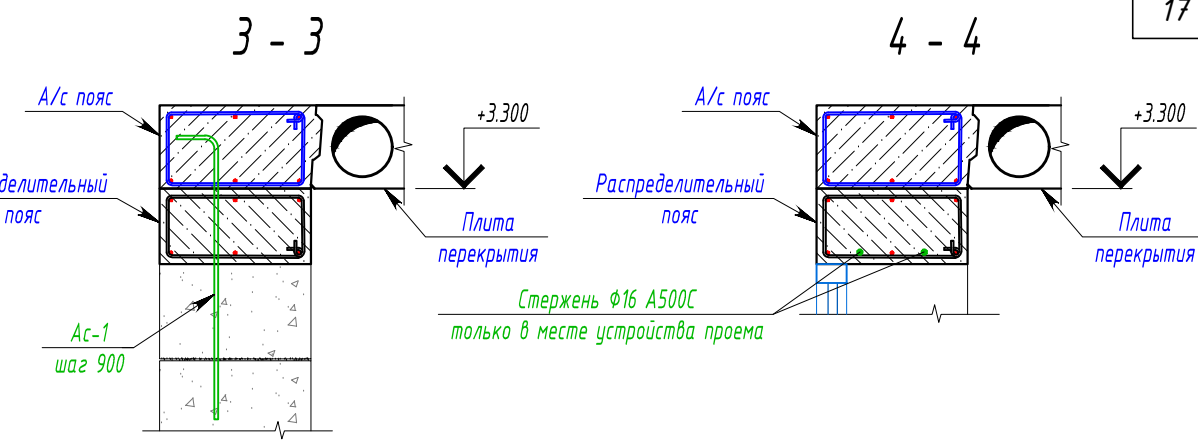 17
3 - 3
А/с пояс
+3.300
делительный
пояс
Плита
перекрытия
Ас-1
шаг 900
4 - 4
А/с пояс
+3.300
Распределительный
пояс
Плита
перекрытия
Стержень Ф16 А500С
только в месте устройства проема